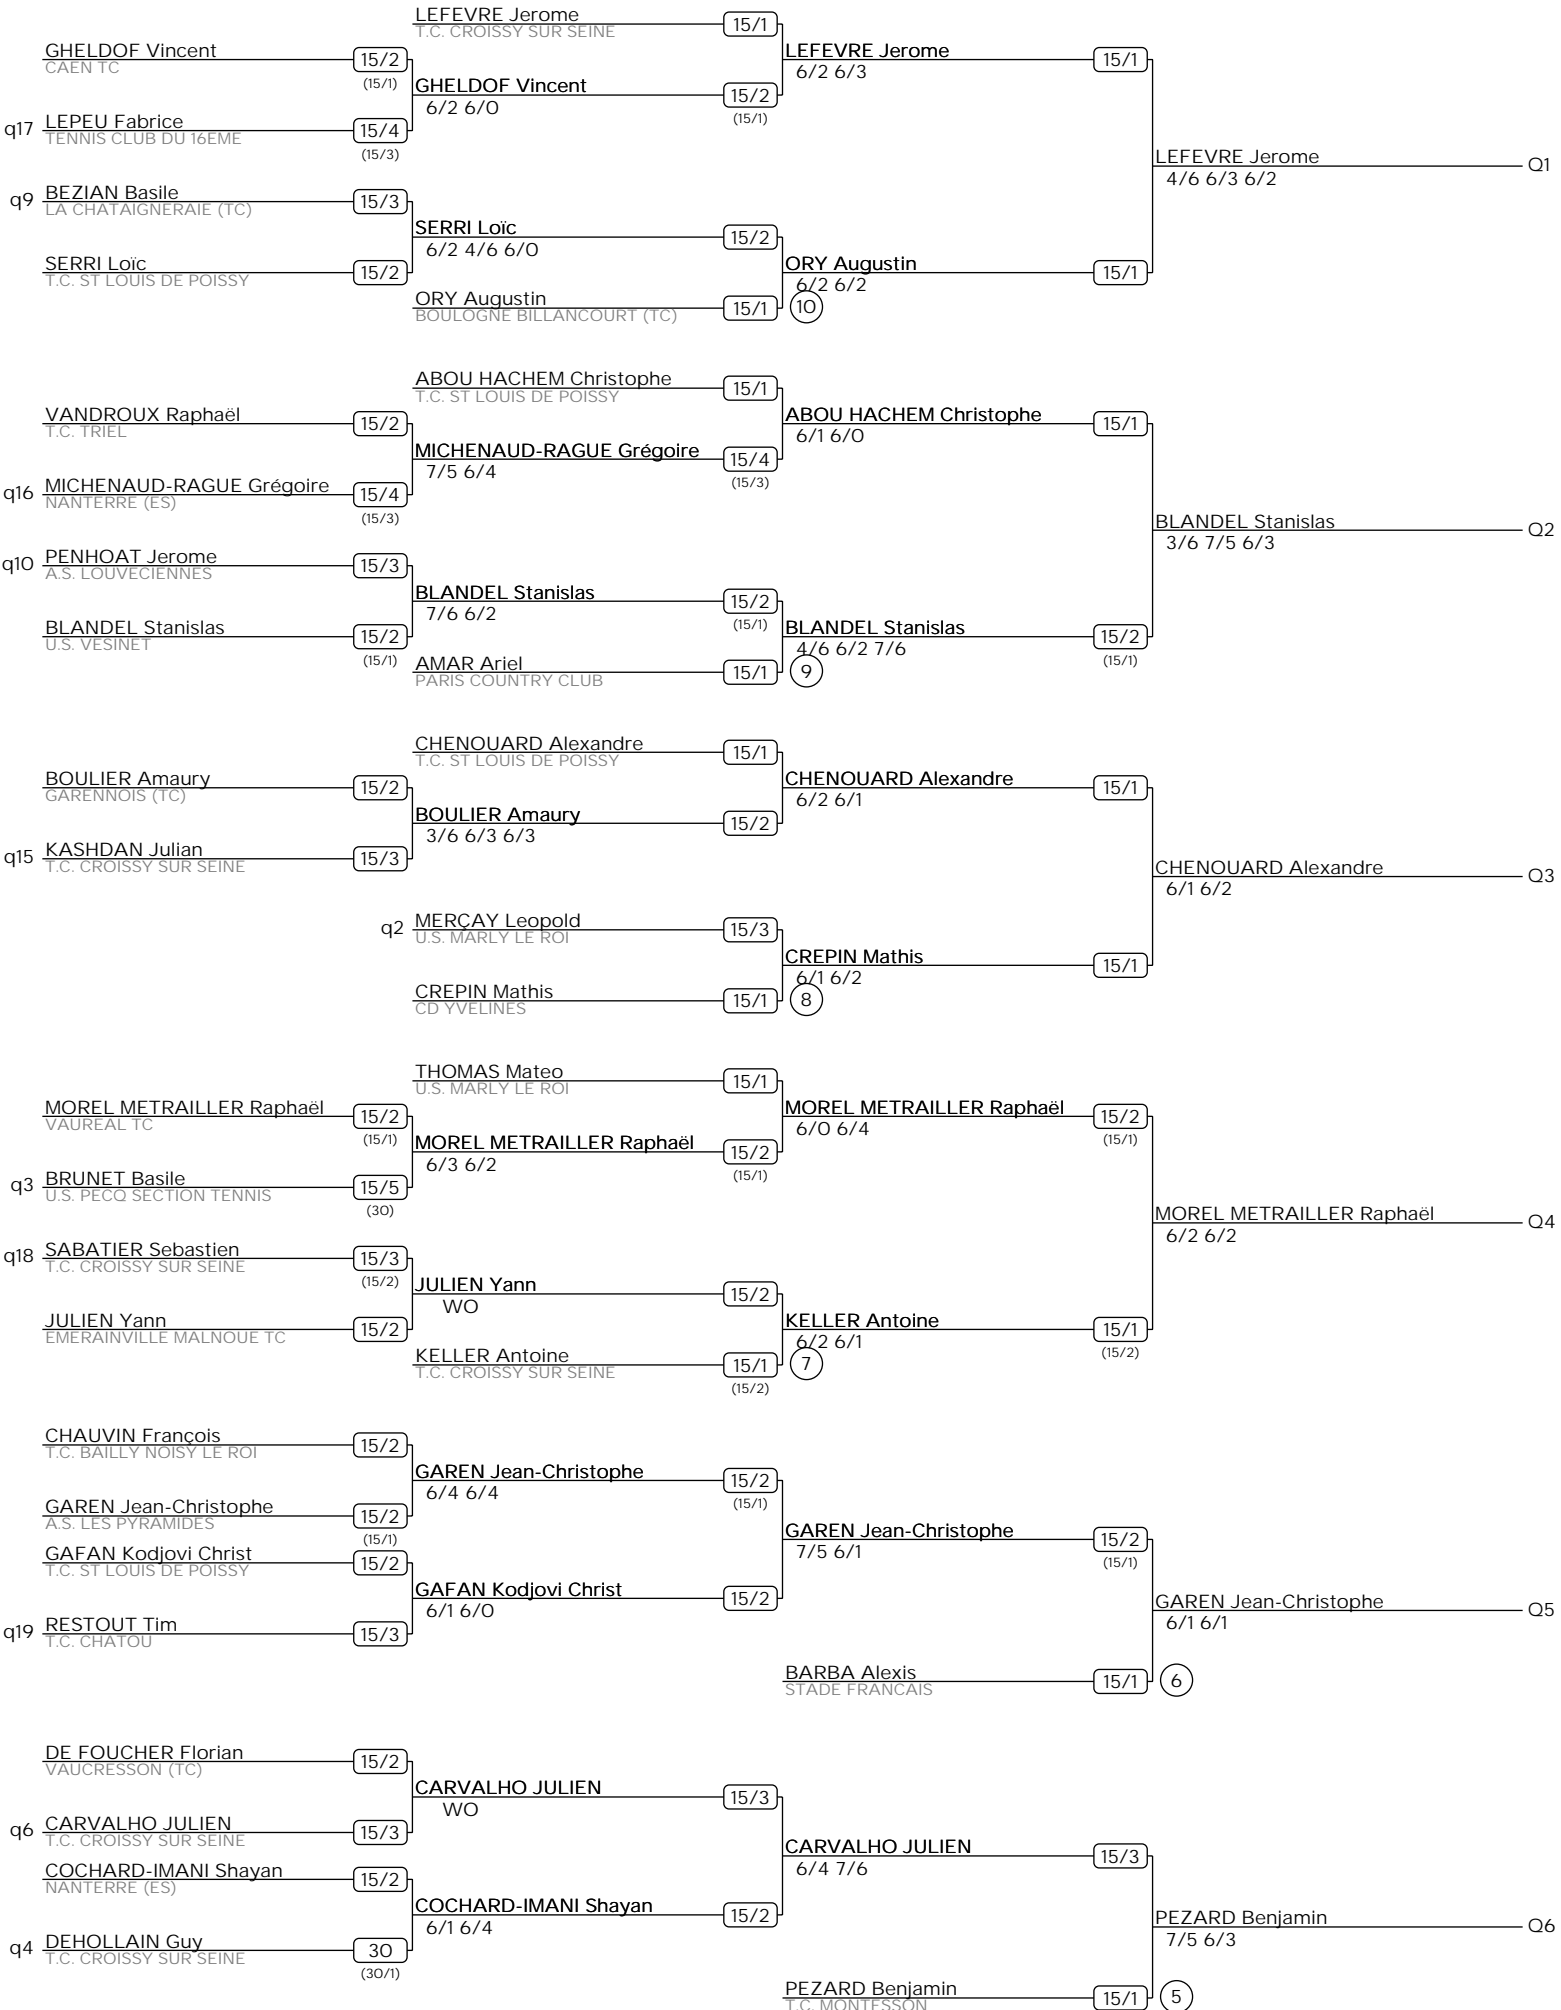 LEFEVRE Jerome
T.C. CROISSY SUR SEINE
15/1
GHELDOF Vincent
CAEN TC
15/2
(15/1)
LEFEVRE Jerome
6/2 6/3
15/1
GHELDOF Vincent
6/2 6/0
15/2
(15/1)
q17 LEPEU Fabrice
TENNIS CLUB DU 16EME
15/4
(15/3)
LEFEVRE Jerome
4/6 6/3 6/2
Q1
q9 BEZIAN Basile
LA CHATAIGNERAIE (TC)
15/3
SERRI Loïc
6/2 4/6 6/0
15/2
SERRI Loïc
T.C. ST LOUIS DE POISSY
15/2
ORY Augustin
6/2 6/2
15/1
ORY Augustin
BOULOGNE BILLANCOURT (TC)
15/1
10
ABOU HACHEM Christophe
T.C. ST LOUIS DE POISSY
15/1
VANDROUX Raphaël
T.C. TRIEL
15/2
ABOU HACHEM Christophe
6/1 6/0
15/1
MICHENAUD-RAGUE Grégoire
7/5 6/4
15/4
(15/3)
q16 MICHENAUD-RAGUE Grégoire
NANTERRE (ES)
15/4
(15/3)
BLANDEL Stanislas
3/6 7/5 6/3
Q2
q10 PENHOAT Jerome
A.S. LOUVECIENNES
15/3
BLANDEL Stanislas
7/6 6/2
15/2
(15/1)
BLANDEL Stanislas
U.S. VESINET
15/2
(15/1)
BLANDEL Stanislas
4/6 6/2 7/6
15/2
(15/1)
AMAR Ariel
PARIS COUNTRY CLUB
15/1
9
CHENOUARD Alexandre
T.C. ST LOUIS DE POISSY
15/1
BOULIER Amaury
GARENNOIS (TC)
15/2
CHENOUARD Alexandre
6/2 6/1
15/1
BOULIER Amaury
3/6 6/3 6/3
15/2
q15 KASHDAN Julian
T.C. CROISSY SUR SEINE
15/3
CHENOUARD Alexandre
6/1 6/2
Q3
q2 MERÇAY Leopold
U.S. MARLY LE ROI
15/3
CREPIN Mathis
6/1 6/2
15/1
CREPIN Mathis
CD YVELINES
15/1
8
THOMAS Mateo
U.S. MARLY LE ROI
15/1
MOREL METRAILLER Raphaël
VAUREAL TC
15/2
(15/1)
MOREL METRAILLER Raphaël
6/0 6/4
15/2
(15/1)
MOREL METRAILLER Raphaël
6/3 6/2
15/2
(15/1)
q3 BRUNET Basile
U.S. PECQ SECTION TENNIS
15/5
(30)
MOREL METRAILLER Raphaël
6/2 6/2
Q4
q18 SABATIER Sebastien
T.C. CROISSY SUR SEINE
15/3
(15/2)
JULIEN Yann
WO
15/2
JULIEN Yann
EMERAINVILLE MALNOUE TC
15/2
KELLER Antoine
6/2 6/1
15/1
(15/2)
KELLER Antoine
T.C. CROISSY SUR SEINE
15/1
(15/2)
7
CHAUVIN François
T.C. BAILLY NOISY LE ROI
15/2
GAREN Jean-Christophe
6/4 6/4
15/2
(15/1)
GAREN Jean-Christophe
A.S. LES PYRAMIDES
15/2
(15/1)
GAREN Jean-Christophe
7/5 6/1
15/2
(15/1)
GAFAN Kodjovi Christ
T.C. ST LOUIS DE POISSY
15/2
GAFAN Kodjovi Christ
6/1 6/0
15/2
GAREN Jean-Christophe
6/1 6/1
Q5
q19 RESTOUT Tim
T.C. CHATOU
15/3
BARBA Alexis
STADE FRANCAIS
15/1
6
DE FOUCHER Florian
VAUCRESSON (TC)
15/2
CARVALHO JULIEN
WO
15/3
q6 CARVALHO JULIEN
T.C. CROISSY SUR SEINE
15/3
CARVALHO JULIEN
6/4 7/6
15/3
COCHARD-IMANI Shayan
NANTERRE (ES)
15/2
COCHARD-IMANI Shayan
6/1 6/4
15/2
PEZARD Benjamin
7/5 6/3
Q6
q4 DEHOLLAIN Guy
T.C. CROISSY SUR SEINE
30
(30/1)
PEZARD Benjamin
T.C. MONTESSON
15/1
5